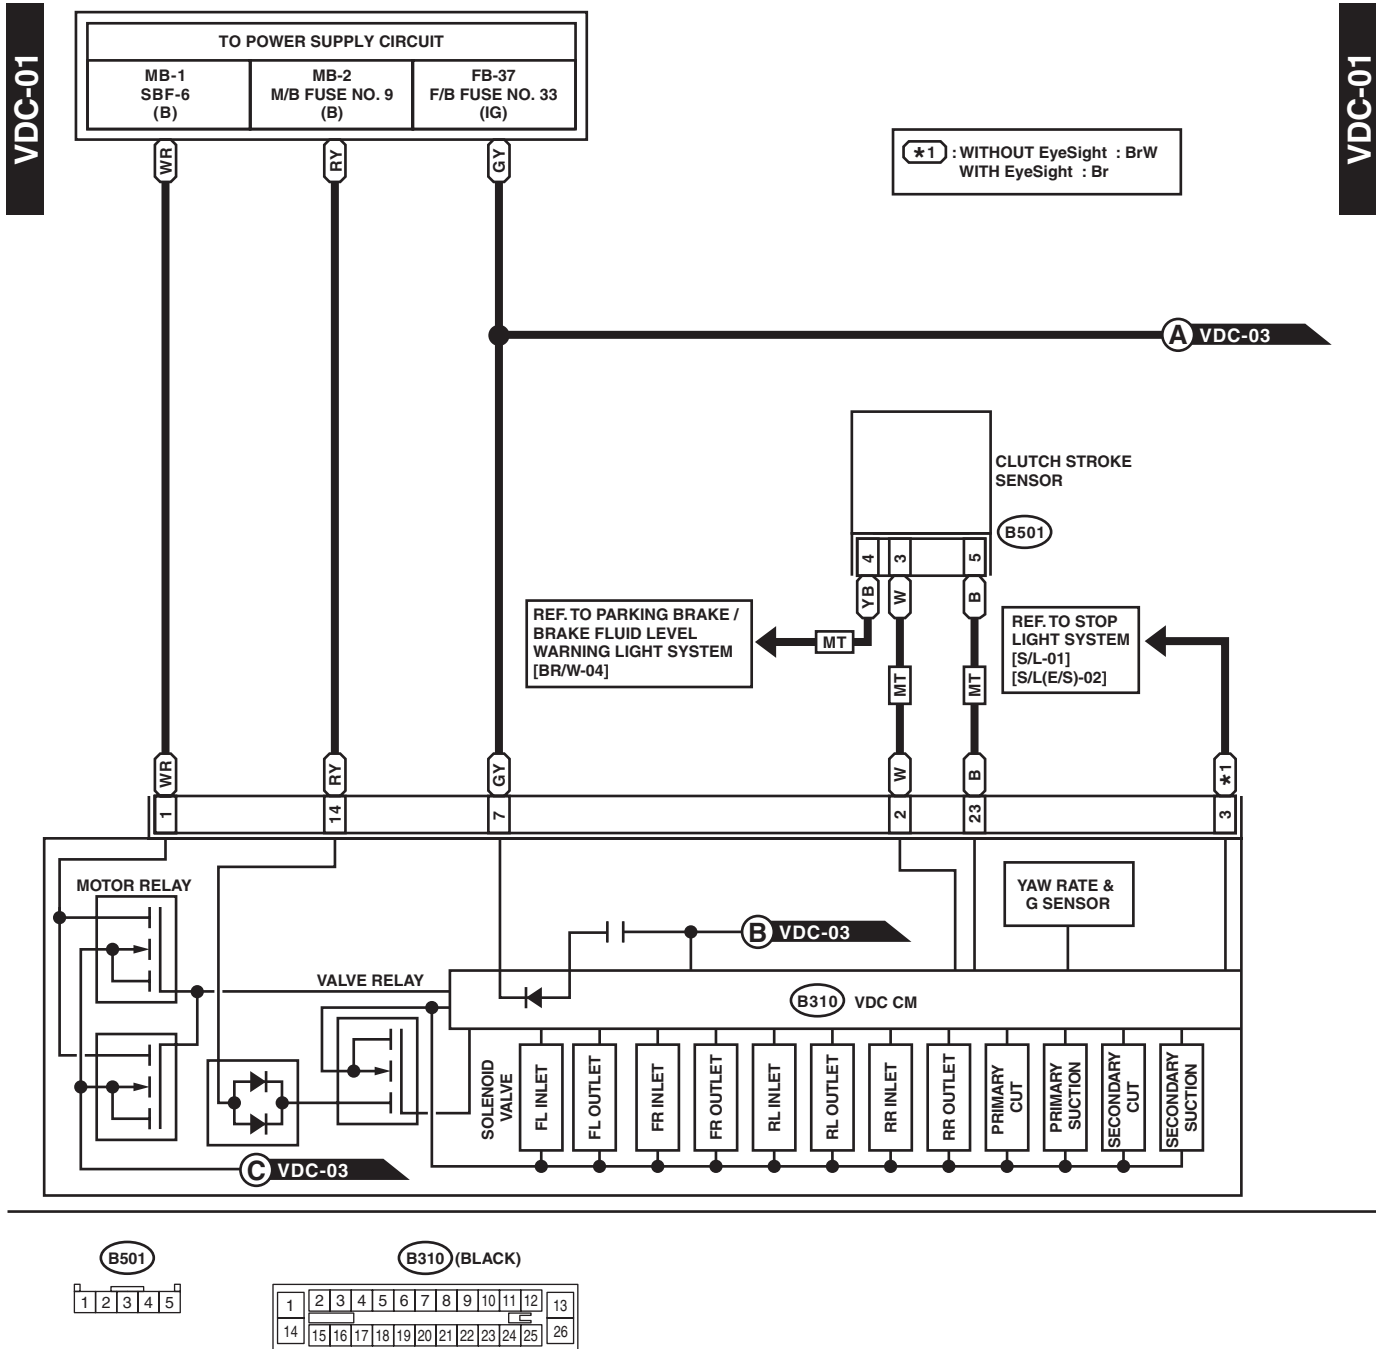 VDC-01
VDC-01
TO POWER SUPPLY CIRCUIT
MB-1
SBF-6
(B)
MB-2
M/B FUSE NO. 9
(B)
FB-37
F/B FUSE NO. 33
(IG)
WR
RY
GY
*1 : WITHOUT EyeSight : BrW
WITH EyeSight : Br
A VDC-03
CLUTCH STROKE
SENSOR
B501
4
3
5
YB
W
B
REF. TO PARKING BRAKE /
BRAKE FLUID LEVEL
WARNING LIGHT SYSTEM
[BR/W-04]
MT
MT
MT
REF. TO STOP
LIGHT SYSTEM
[S/L-01]
[S/L(E/S)-02]
WR
RY
GY
W
B
*1
1
14
7
2
23
3
MOTOR RELAY
YAW RATE &
G SENSOR
B VDC-03
VALVE RELAY
B310 VDC CM
SOLENOID
VALVE
FL INLET
FL OUTLET
FR INLET
FR OUTLET
RL INLET
RL OUTLET
RR INLET
RR OUTLET
PRIMARY
CUT
PRIMARY
SUCTION
SECONDARY
CUT
SECONDARY
SUCTION
C VDC-03
B501
1 2 3 4 5
B310 (BLACK)
1 2 3 4 5 6 7 8 9 10 11 12 13
14 15 16 17 18 19 20 21 22 23 24 25 26